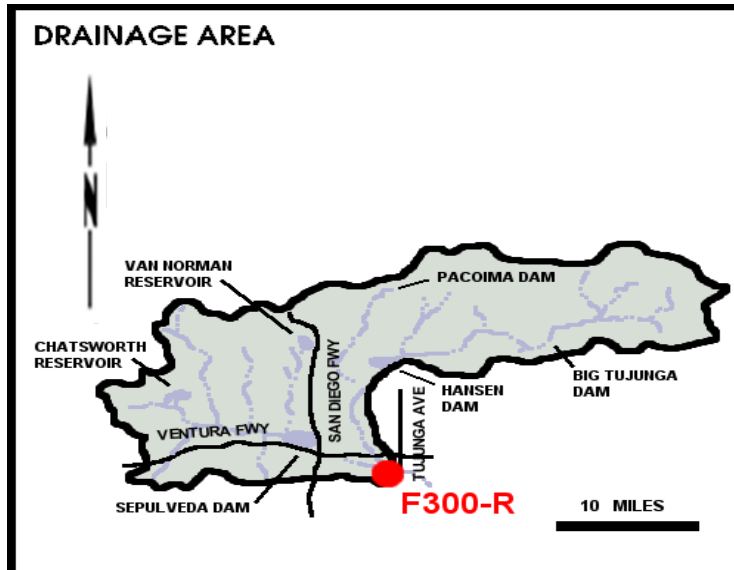 DRAINAGE AREA
N
VAN NORMAN
RESERVOIR
PACOIMA DAM
CHATSWORTH
RESERVOIR
SAN DIEGO FWY
HANSEN
DAM
BIG TUJUNGA
DAM
TUJUNGA AVE
VENTURA FWY
SEPULVEDA DAM
F300-R
10 MILES